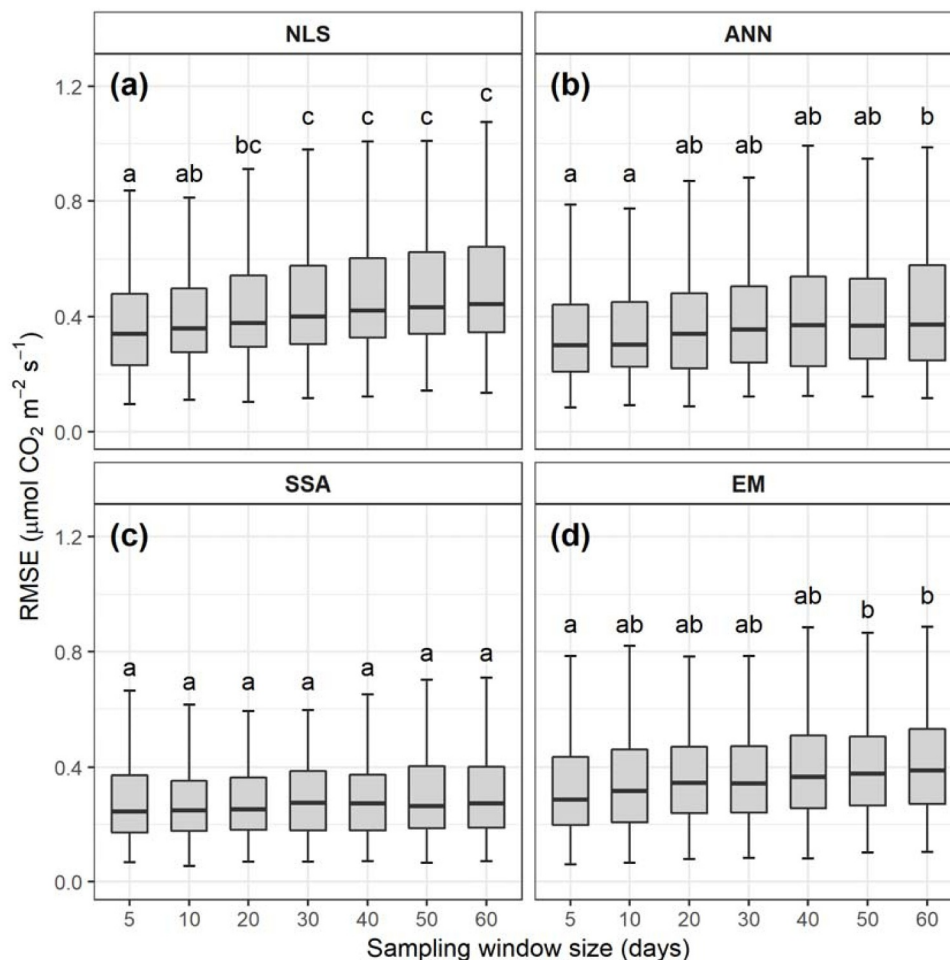 NLS
ANN
(a)
a ab bc c c c c
(b)
a a ab ab ab ab b
1.2
0.8
0.4
0.0
SSA
EM
(c)
a a a a a a a
(d)
a ab ab ab ab b b
1.2
0.8
0.4
0.0
RMSE (μmol CO₂ m⁻² s⁻¹)
5 10 20 30 40 50 60
5 10 20 30 40 50 60
Sampling window size (days)